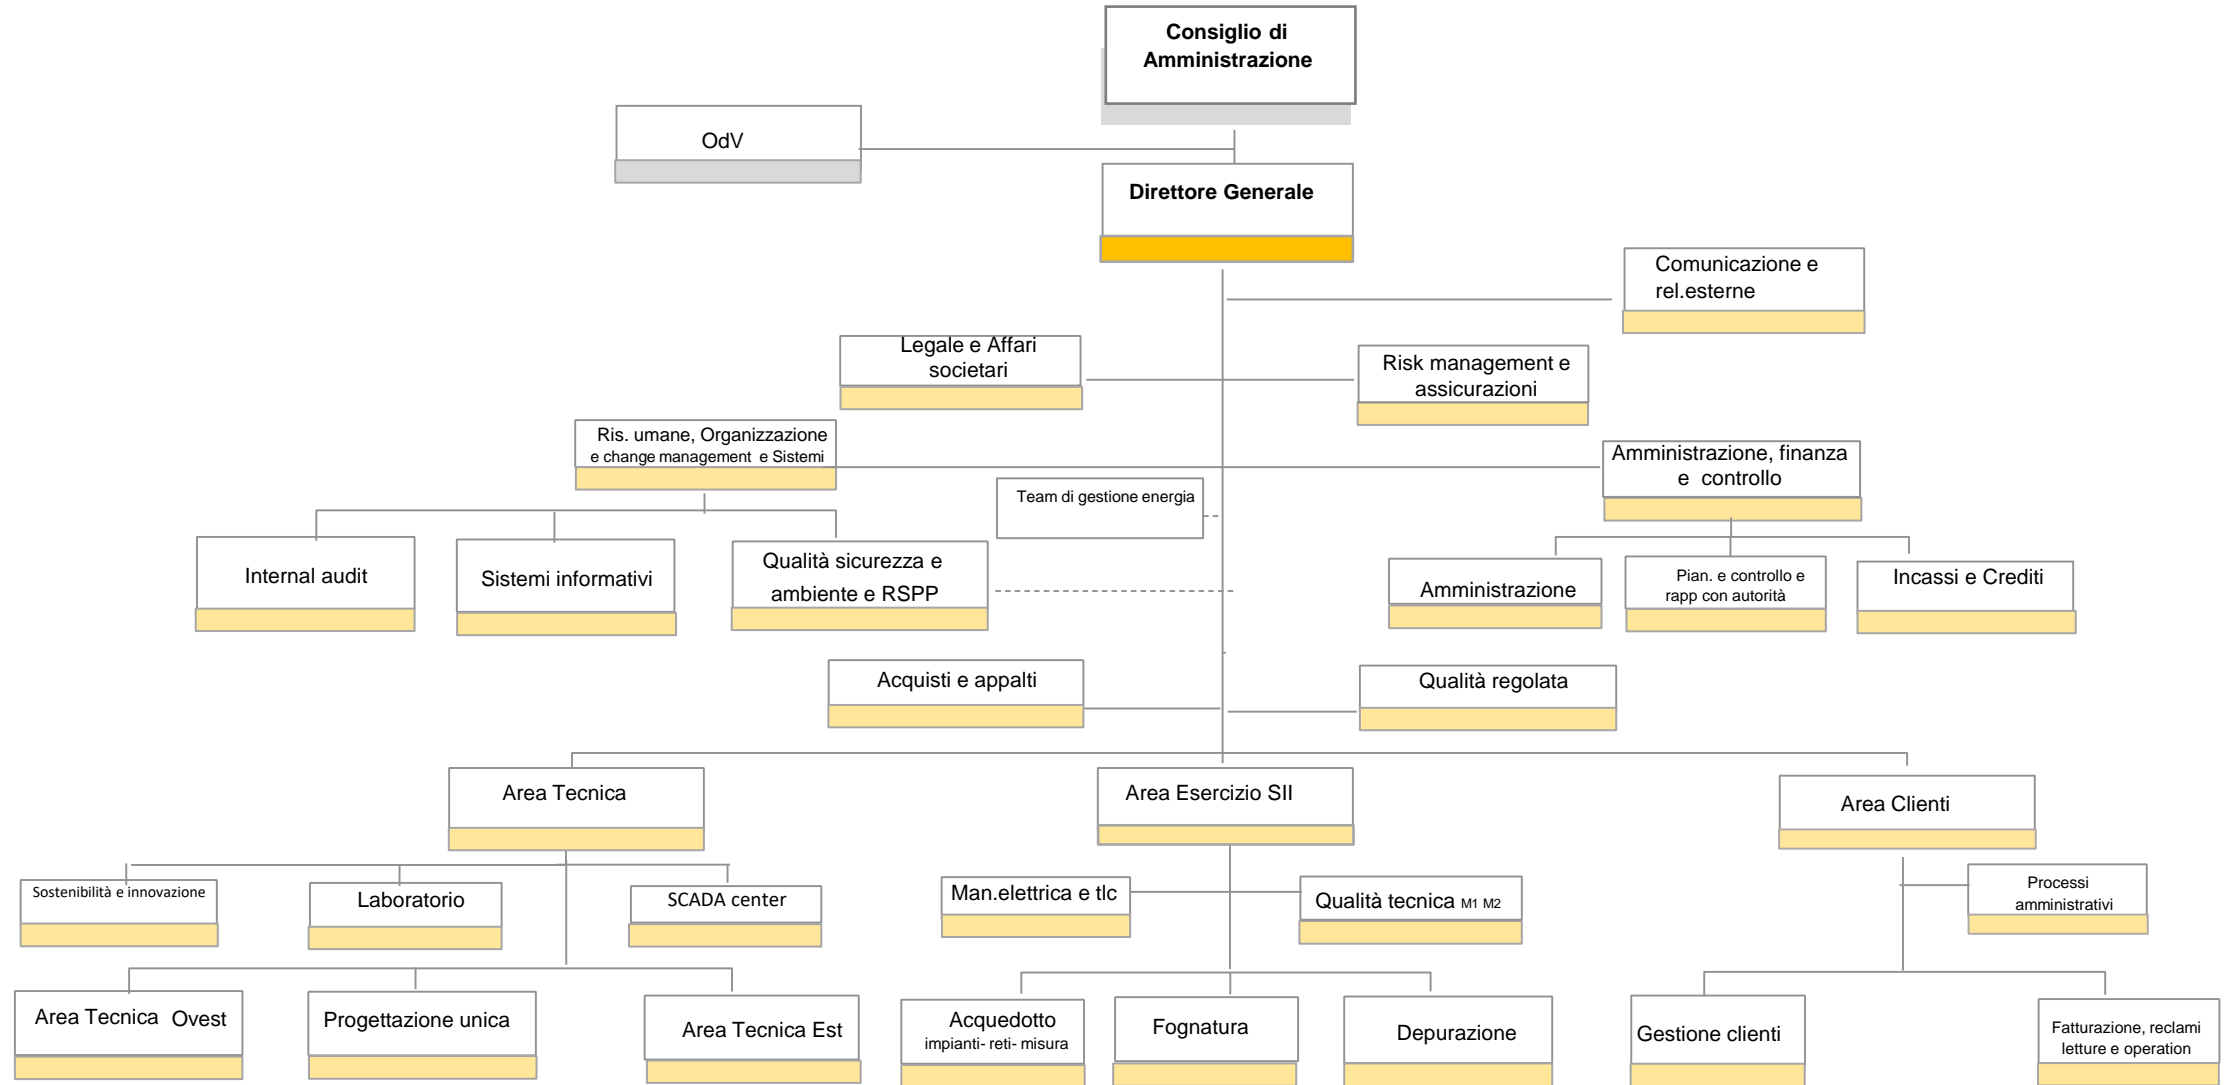 Consiglio di
Amministrazione
OdV
Direttore Generale
Comunicazione e
rel.esterne
Legale e Affari
societari
Risk management e
assicurazioni
Ris. umane, Organizzazione
e change management e Sistemi
Amministrazione, finanza
e controllo
Team di gestione energia
Internal audit
Sistemi informativi
Qualità sicurezza e
ambiente e RSPP
Amministrazione
Pian. e controllo e
rapp con autorità
Incassi e Crediti
Acquisti e appalti
Qualità regolata
Area Tecnica
Area Esercizio SII
Area Clienti
Sostenibilità e innovazione
Laboratorio
SCADA center
Man.elettrica e tlc
Qualità tecnica M1 M2
Processi
amministrativi
Area Tecnica Ovest
Progettazione unica
Area Tecnica Est
Acquedotto
impianti- reti- misura
Fognatura
Depurazione
Gestione clienti
Fatturazione, reclami
letture e operation